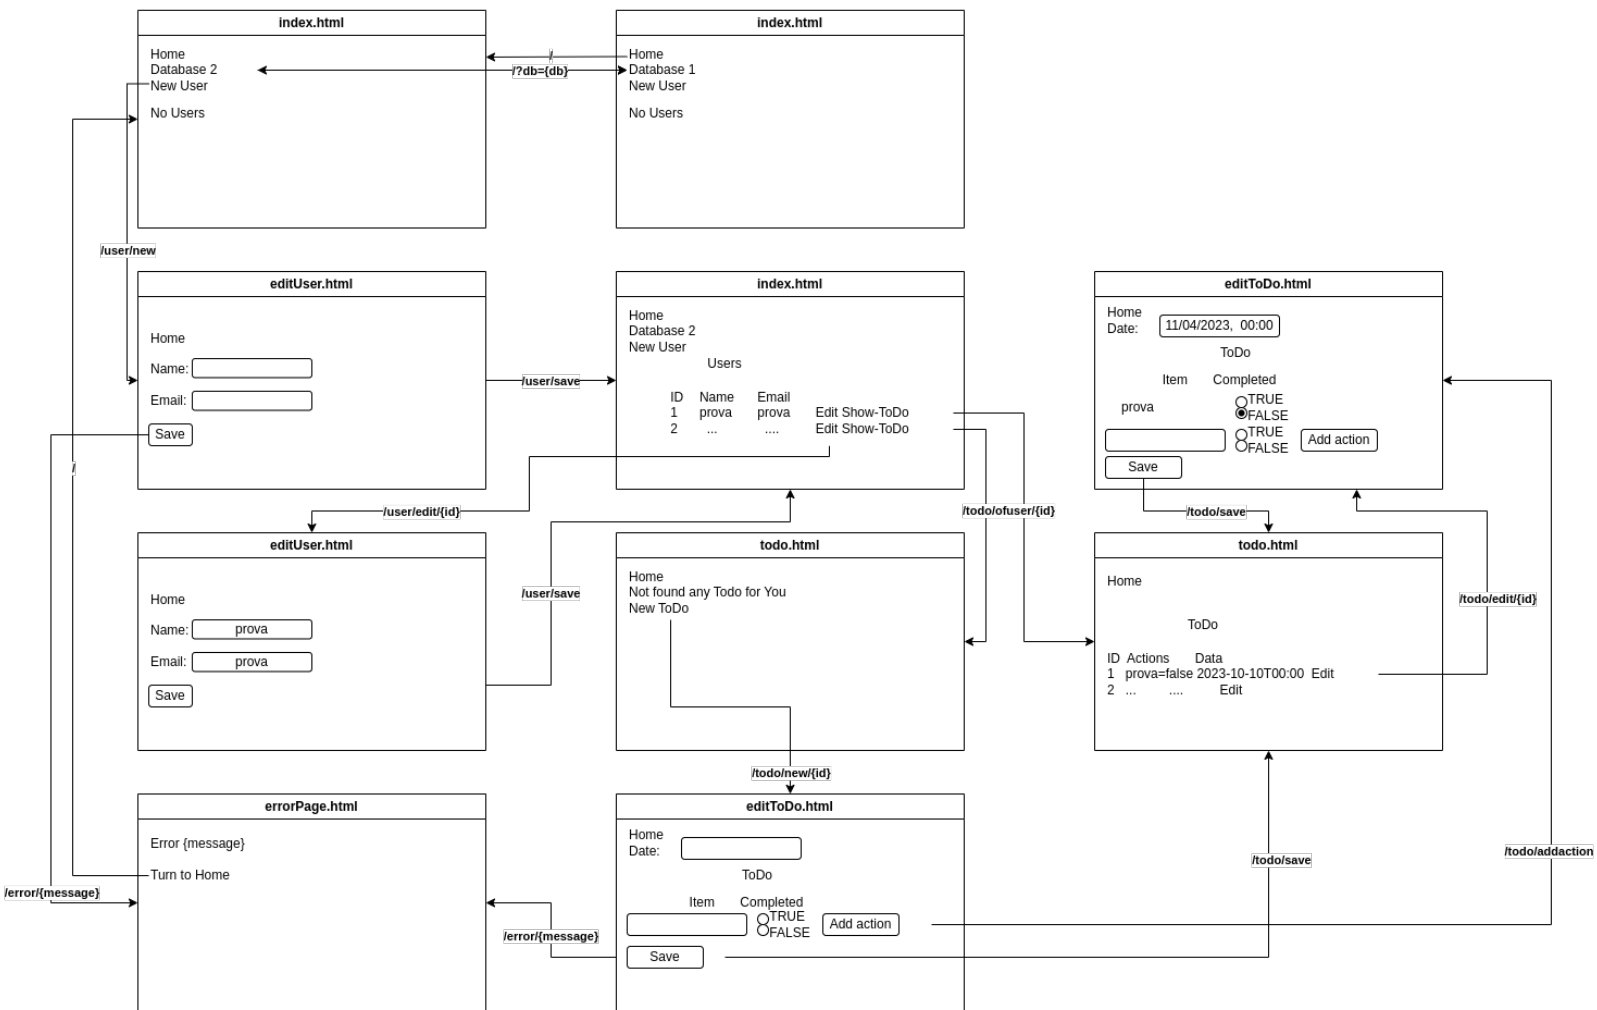 index.html
Home
Database 2
New User
No Users
/
/?db={db}
index.html
Home
Database 1
New User
No Users
/user/new
editUser.html
Home
Name:
Email:
Save
/user/save
index.html
Home
Database 2
New User
Users
ID Name Email
1 prova prova Edit Show-ToDo
2 ... .... Edit Show-ToDo
editToDo.html
Home
Date: 11/04/2023, 00:00
ToDo
Item Completed
prova
TRUE
FALSE
TRUE
FALSE
Add action
Save
/
/user/edit/{id}
/todo/ofuser/{id}
/todo/save
editUser.html
Home
Name: prova
Email: prova
Save
/user/save
todo.html
Home
Not found any Todo for You
New ToDo
todo.html
Home
ToDo
ID Actions Data
1 prova=false 2023-10-10T00:00 Edit
2 ... .... Edit
/todo/edit/{id}
/todo/new/{id}
errorPage.html
Error {message}
Turn to Home
/error/{message}
/error/{message}
editToDo.html
Home
Date:
ToDo
Item Completed
TRUE
FALSE
Add action
Save
/todo/save
/todo/addaction